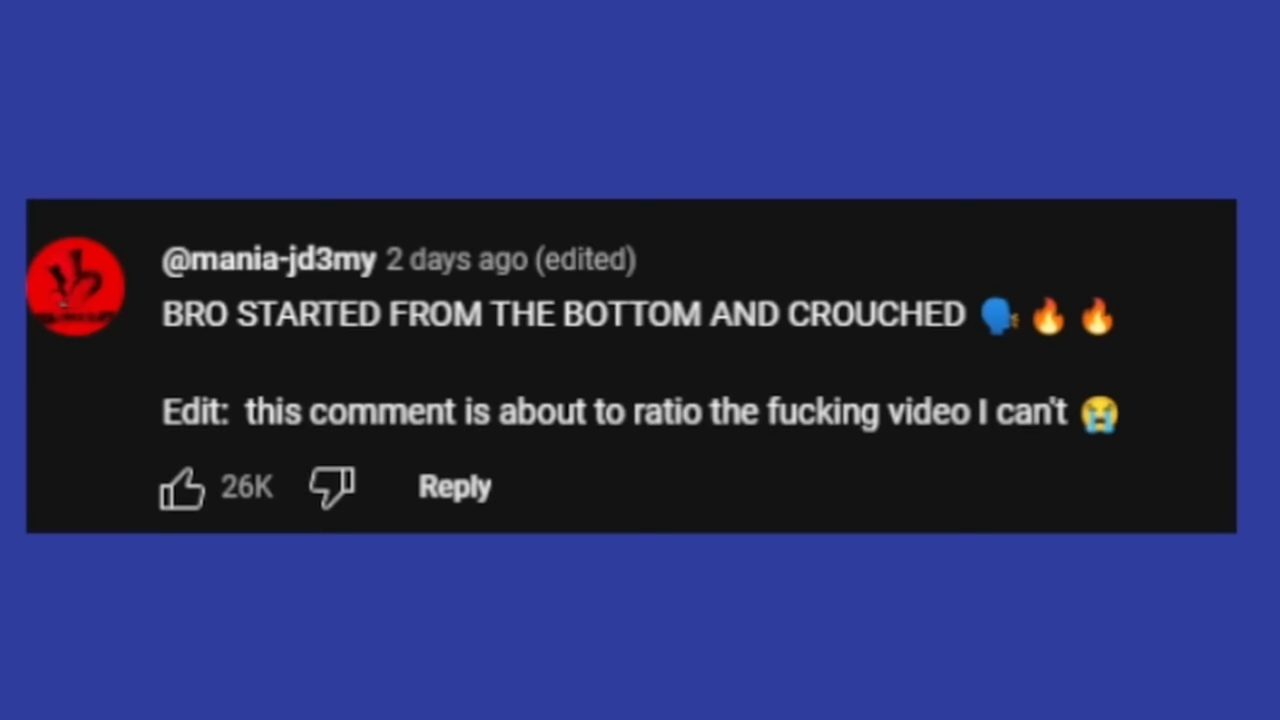 @mania-jd3my 2 days ago (edited)
BRO STARTED FROM THE BOTTOM AND CROUCHED 🗣️🔥🔥
Edit:  this comment is about to ratio the fucking video I can't 😭
26K Reply